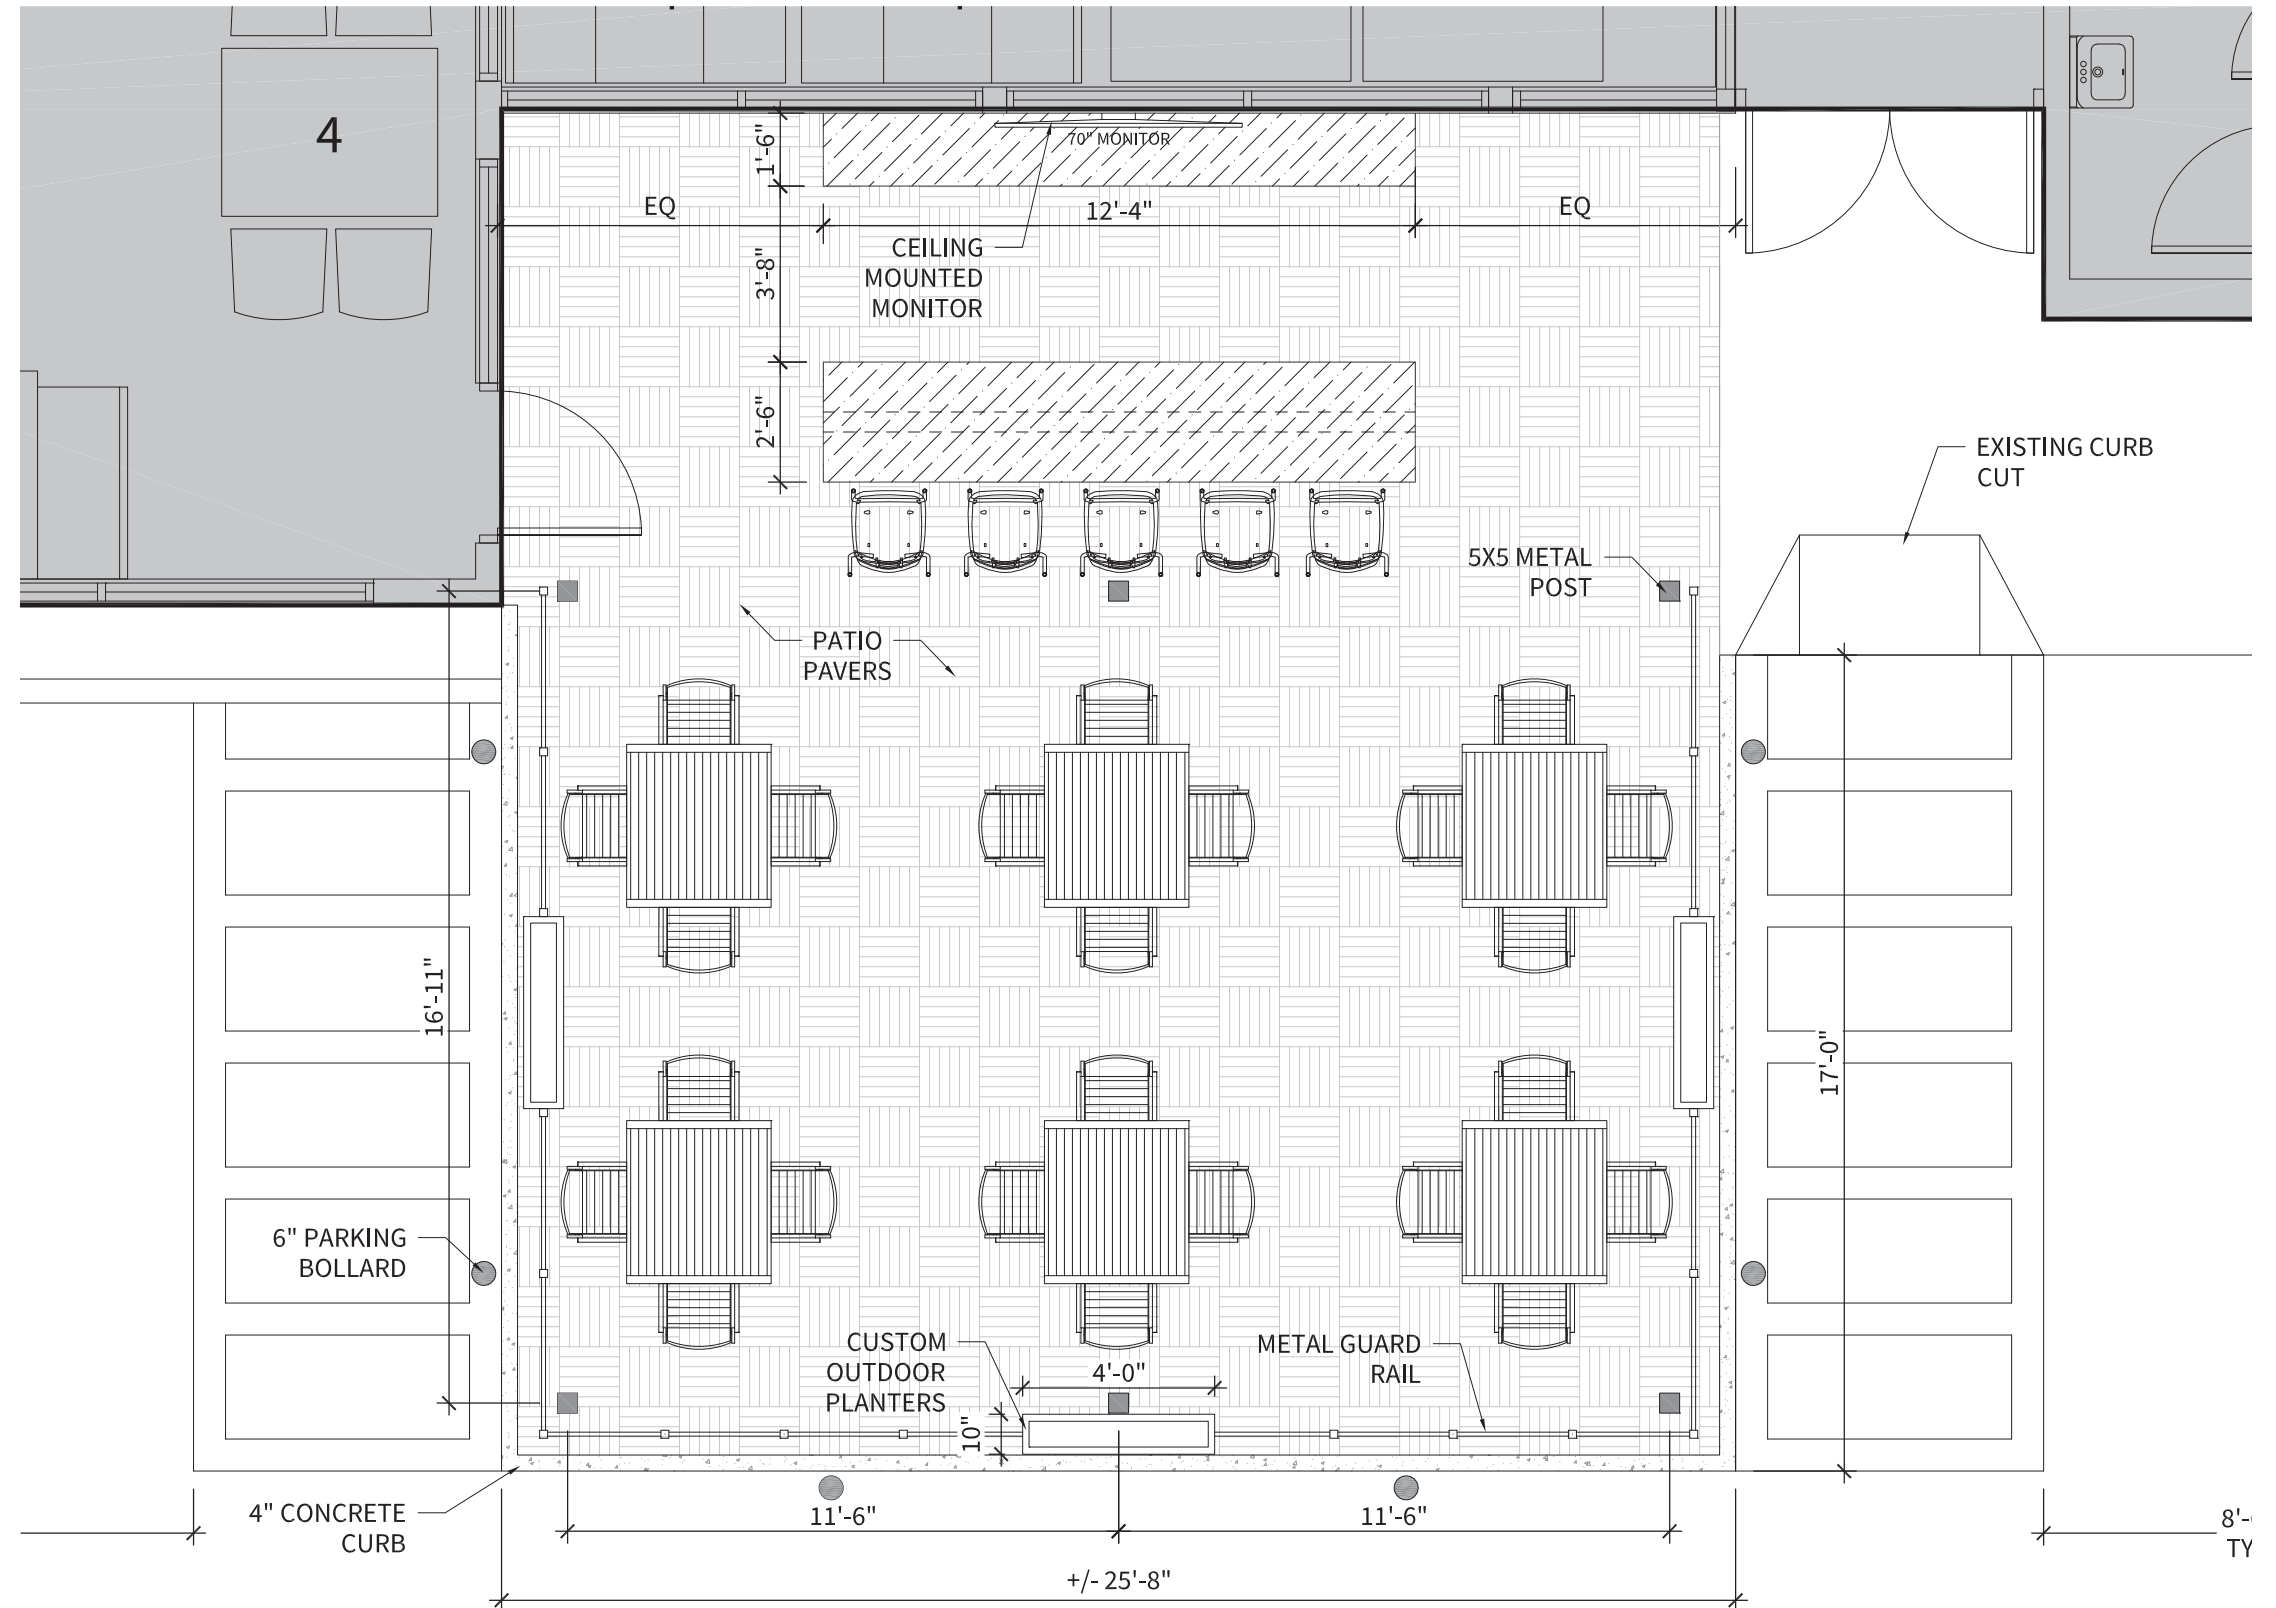 4
1'-6"
70" MONITOR
EQ
12'-4"
EQ
3'-8"
CEILING
MOUNTED
MONITOR
2'-6"
EXISTING CURB
CUT
5X5 METAL
POST
PATIO
PAVERS
16'-11"
17'-0"
6" PARKING
BOLLARD
CUSTOM
OUTDOOR
PLANTERS
4'-0"
METAL GUARD
RAIL
10"
4" CONCRETE
CURB
11'-6"
11'-6"
+/- 25'-8"
8'-
TY